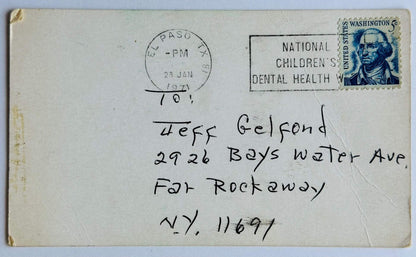 EL PASO TX
-PM
23 JAN
1971
NATIONAL
CHILDREN'S
DENTAL HEALTH W
UNITED STATES
WASHINGTON 5c
TO:
Jeff Gelfond
2926 Bays Water Ave.
Far Rockaway
N.Y. 11691